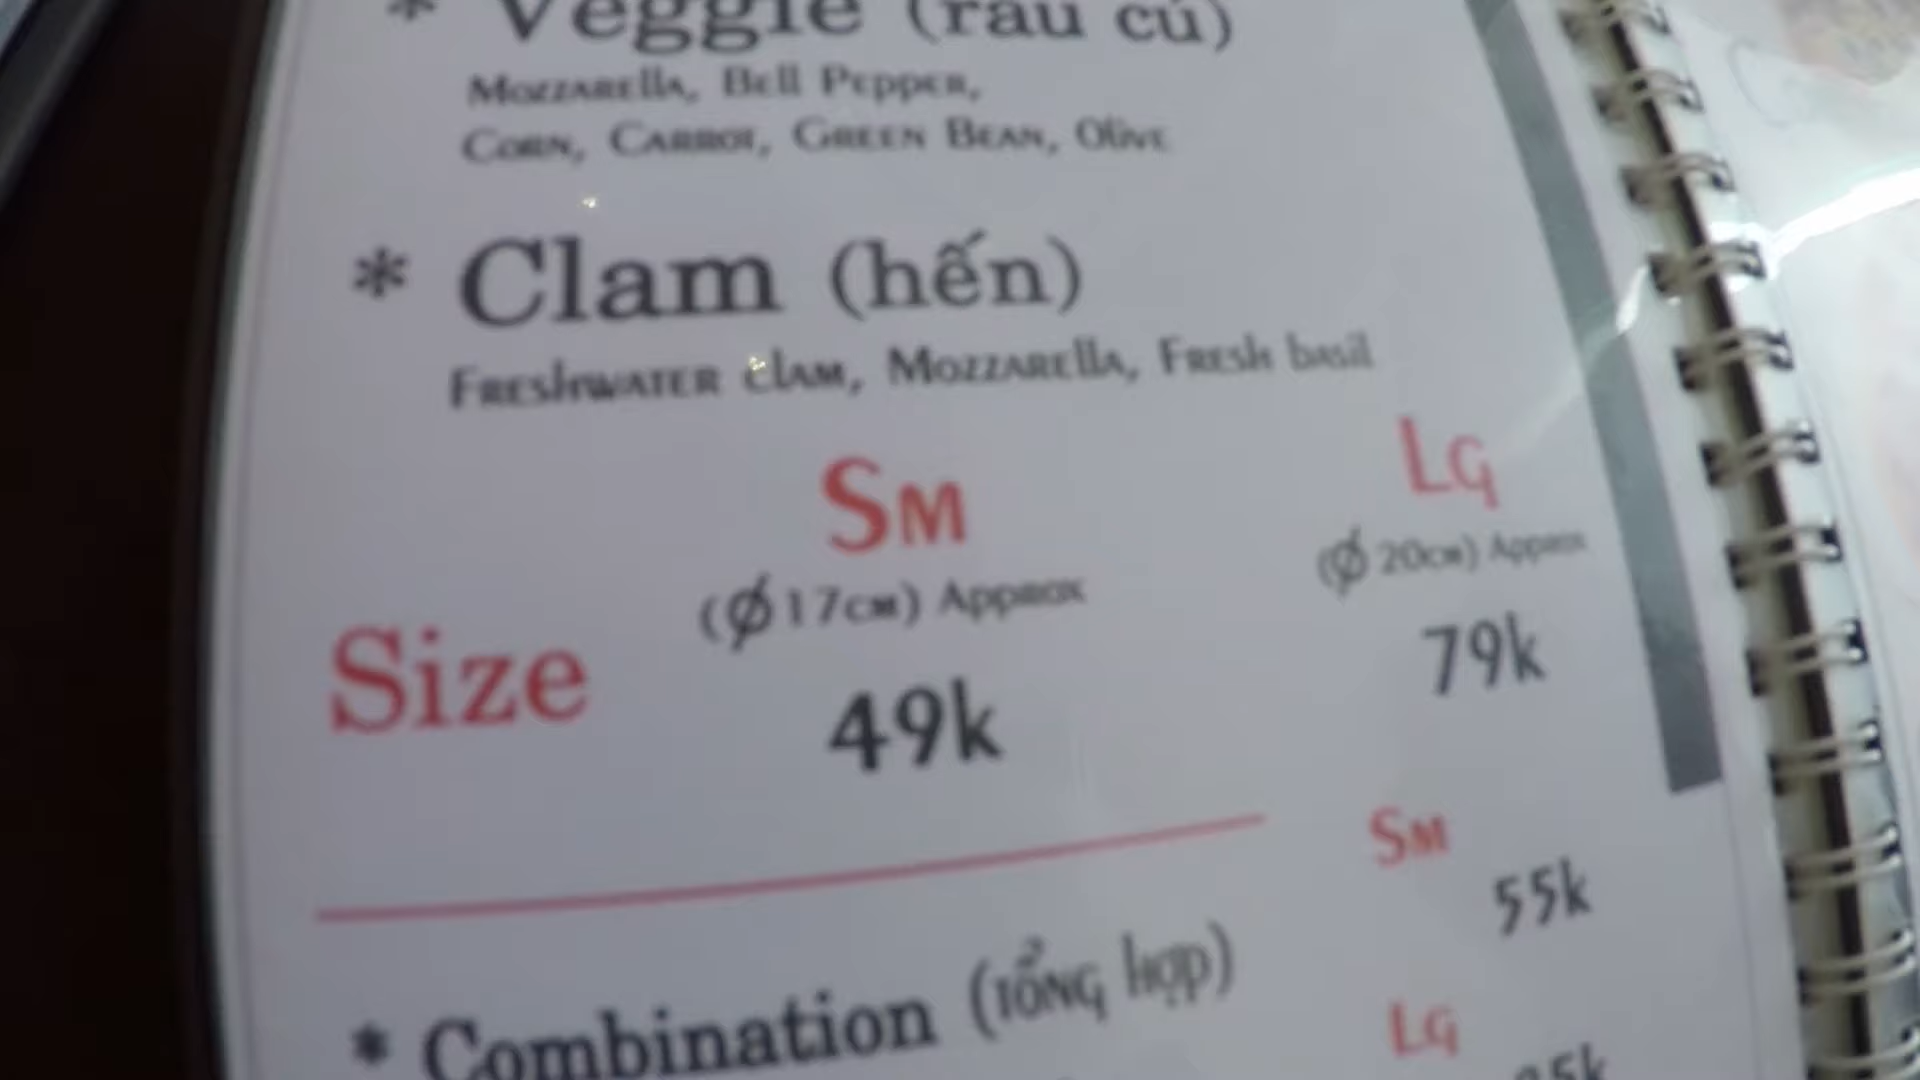 * Veggie (rau củ)
Mozzarella, Bell Pepper,
Corn, Carrot, Green Bean, Olive
* Clam (hến)
Freshwater clam, Mozzarella, Fresh basil
Sm Lg
(Ø17cm) Approx (Ø 20cm) Approx
Size 49k 79k
Sm
55k
* Combination (tổng hợp)
Lg